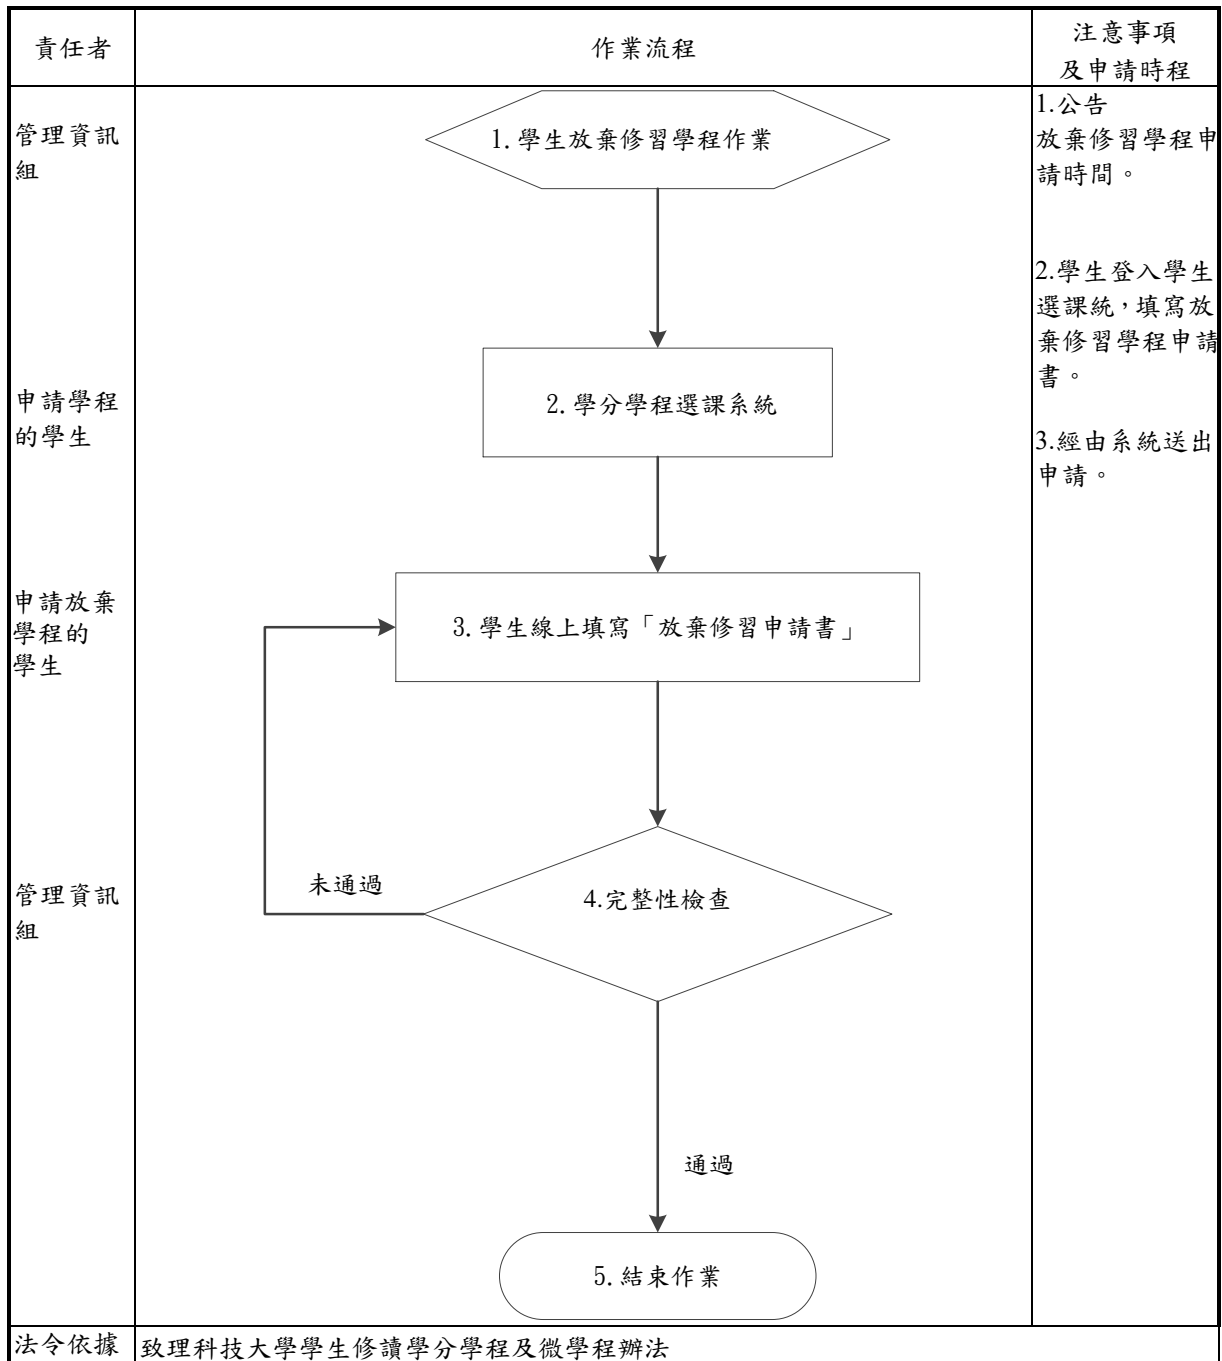 責任者
作業流程
注意事項
及申請時程
管理資訊
組
1.學生放棄修習學程作業
1.公告
放棄修習學程申
請時間。
2.學生登入學生
選課統，填寫放
棄修習學程申請
書。
3.經由系統送出
申請。
申請學程
的學生
2.學分學程選課系統
申請放棄
學程的
學生
3.學生線上填寫「放棄修習申請書」
管理資訊
組
未通過
4.完整性檢查
通過
5.結束作業
法令依據
致理科技大學學生修讀學分學程及微學程辦法